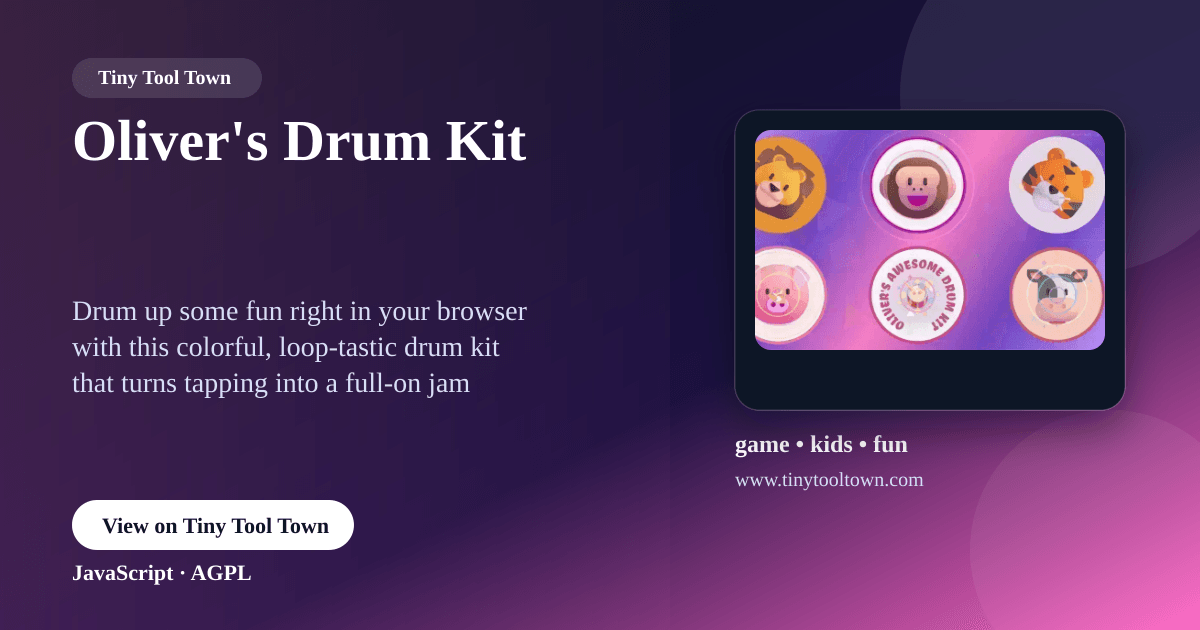 Tiny Tool Town
Oliver's Drum Kit
Drum up some fun right in your browser
with this colorful, loop-tastic drum kit
that turns tapping into a full-on jam
View on Tiny Tool Town
JavaScript · AGPL
OLIVER'S AWESOME DRUM KIT
game • kids • fun
www.tinytooltown.com